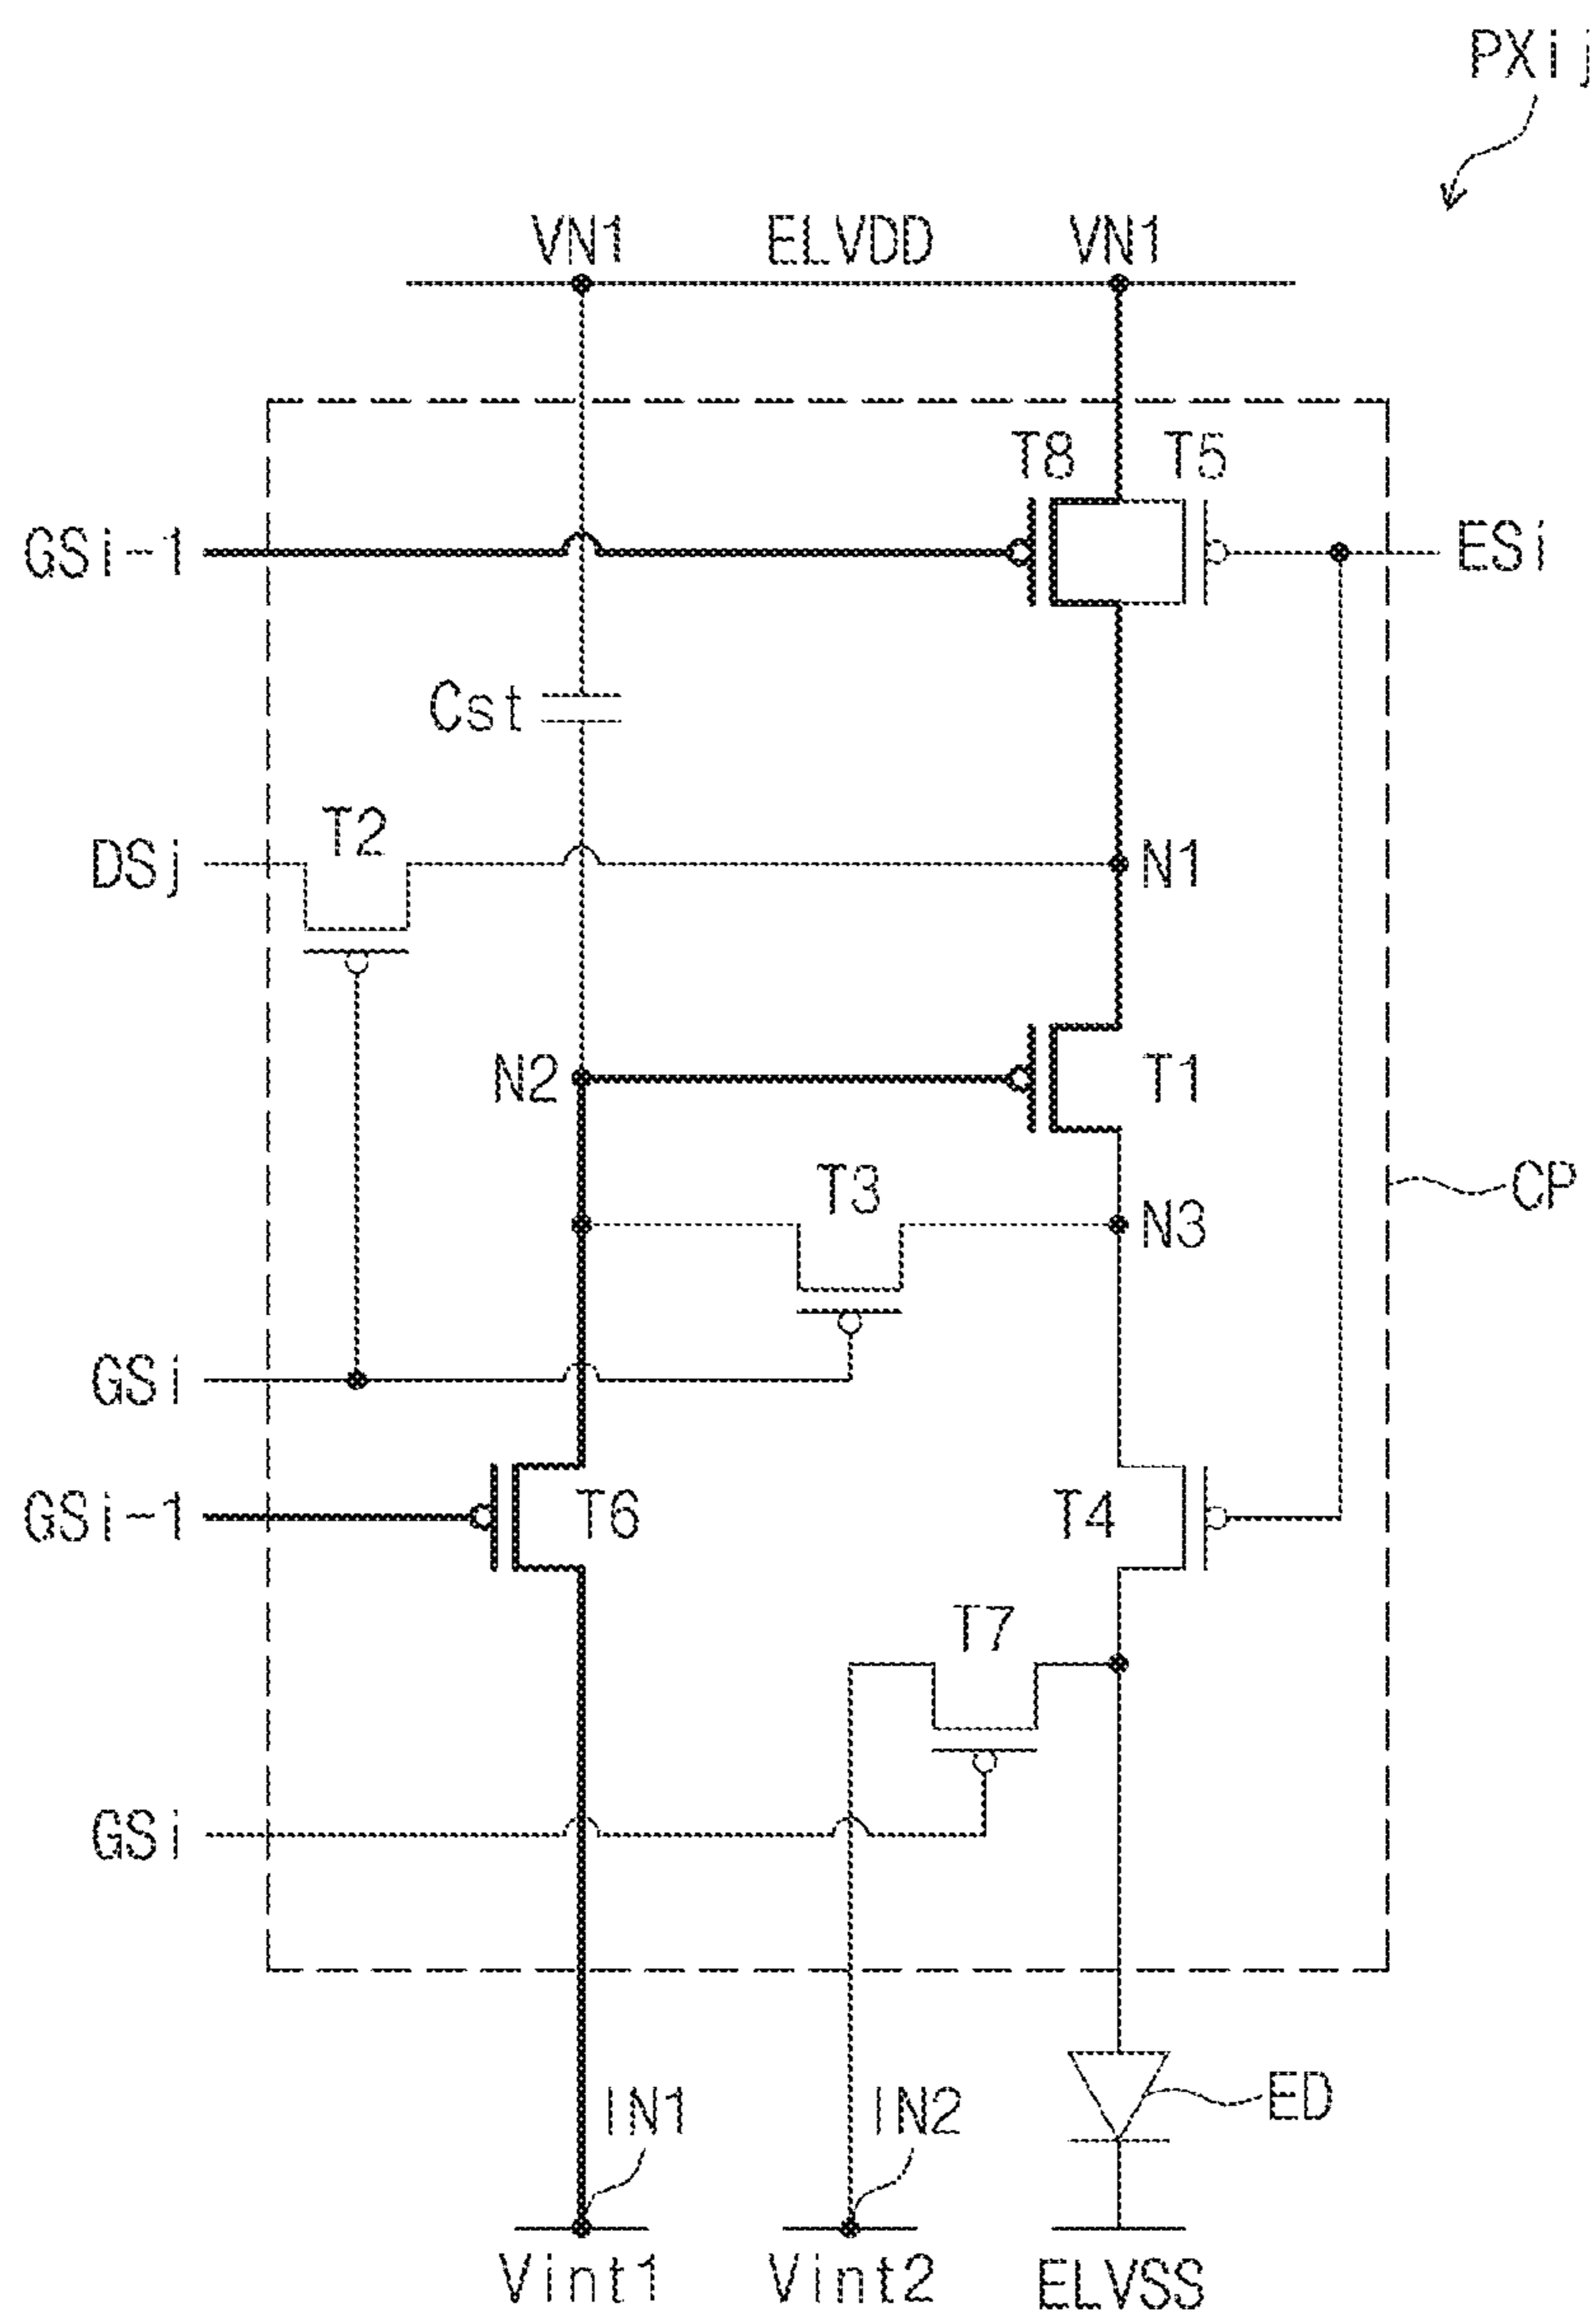 PXij
VN1 ELVDD VN1
T8 T5
GSi-1
ESi
Cst
T2
DSj
N1
N2
T1
T3
CP
N3
GSi
GSi-1
T6
T4
T7
GSi
IN1
IN2
ED
Vint1
Vint2
ELVSS